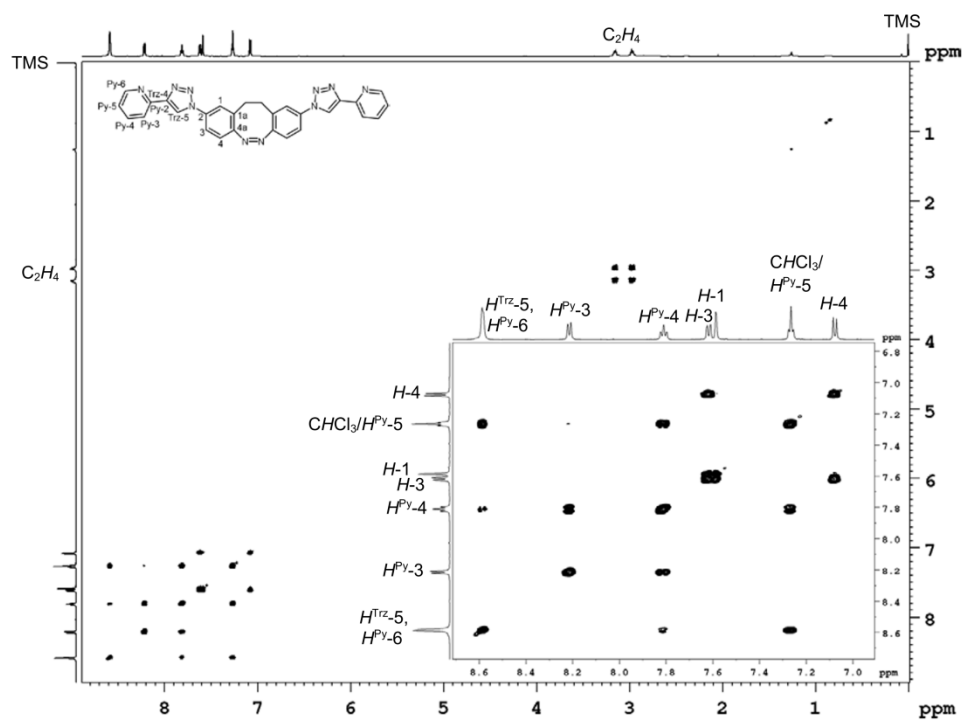 C₂H₄
TMS
ppm
TMS
Py-6
Trz-4
N
N
N
Py-5
Py-2
Trz-5
N
Py-4
Py-3
1
2
3
4
1a
4a
N=N
N
N
N
N
1
2
3
4
5
6
7
8
C₂H₄
CHCl₃/
Hᴾʸ-5
Hᵀʳᶻ-5,
Hᴾʸ-6
Hᴾʸ-3
Hᴾʸ-4
H-3
H-1
H-4
ppm
6.8
7.0
7.2
7.4
7.6
7.8
8.0
8.2
8.4
8.6
H-4
CHCl₃/Hᴾʸ-5
H-1
H-3
Hᴾʸ-4
Hᴾʸ-3
Hᵀʳᶻ-5,
Hᴾʸ-6
8.6 8.4 8.2 8.0 7.8 7.6 7.4 7.2 7.0 ppm
8 7 6 5 4 3 2 1 ppm